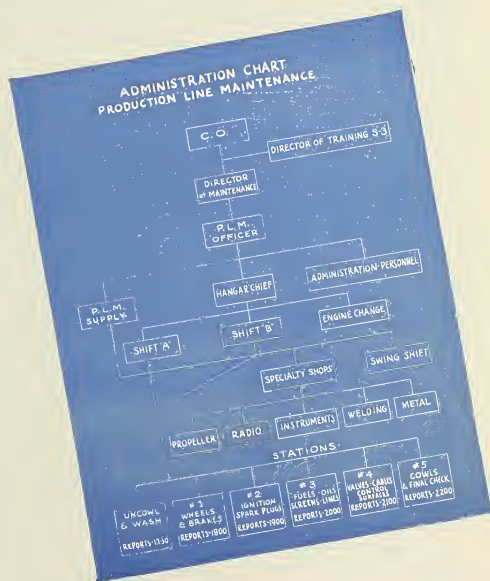 ADMINISTRATION CHART
PRODUCTION LINE MAINTENANCE
C.O.
DIRECTOR OF TRAINING S-3
DIRECTOR
of MAINTENANCE
P.L.M.
OFFICER
HANGAR CHIEF
ADMINISTRATION-PERSONNEL
P.L.M.
SUPPLY
SHIFT "A"
SHIFT "B"
ENGINE CHANGE
SPECIALTY SHOPS
SWING SHIFT
PROPELLER
RADIO
INSTRUMENTS
WELDING
METAL
STATIONS
UNCOWL
& WASH
REPORTS-1730
#1
WHEELS
& BRAKES
REPORTS-1800
#2
IGNITION
SPARK PLUGS
REPORTS-1900
#3
FUELS-OILS
SCREENS-LINES
REPORTS-2000
#4
VALVES-CABLES
CONTROL
SURFACES
REPORTS-2100
#5
COWLS
& FINAL CHECK
REPORTS-2200